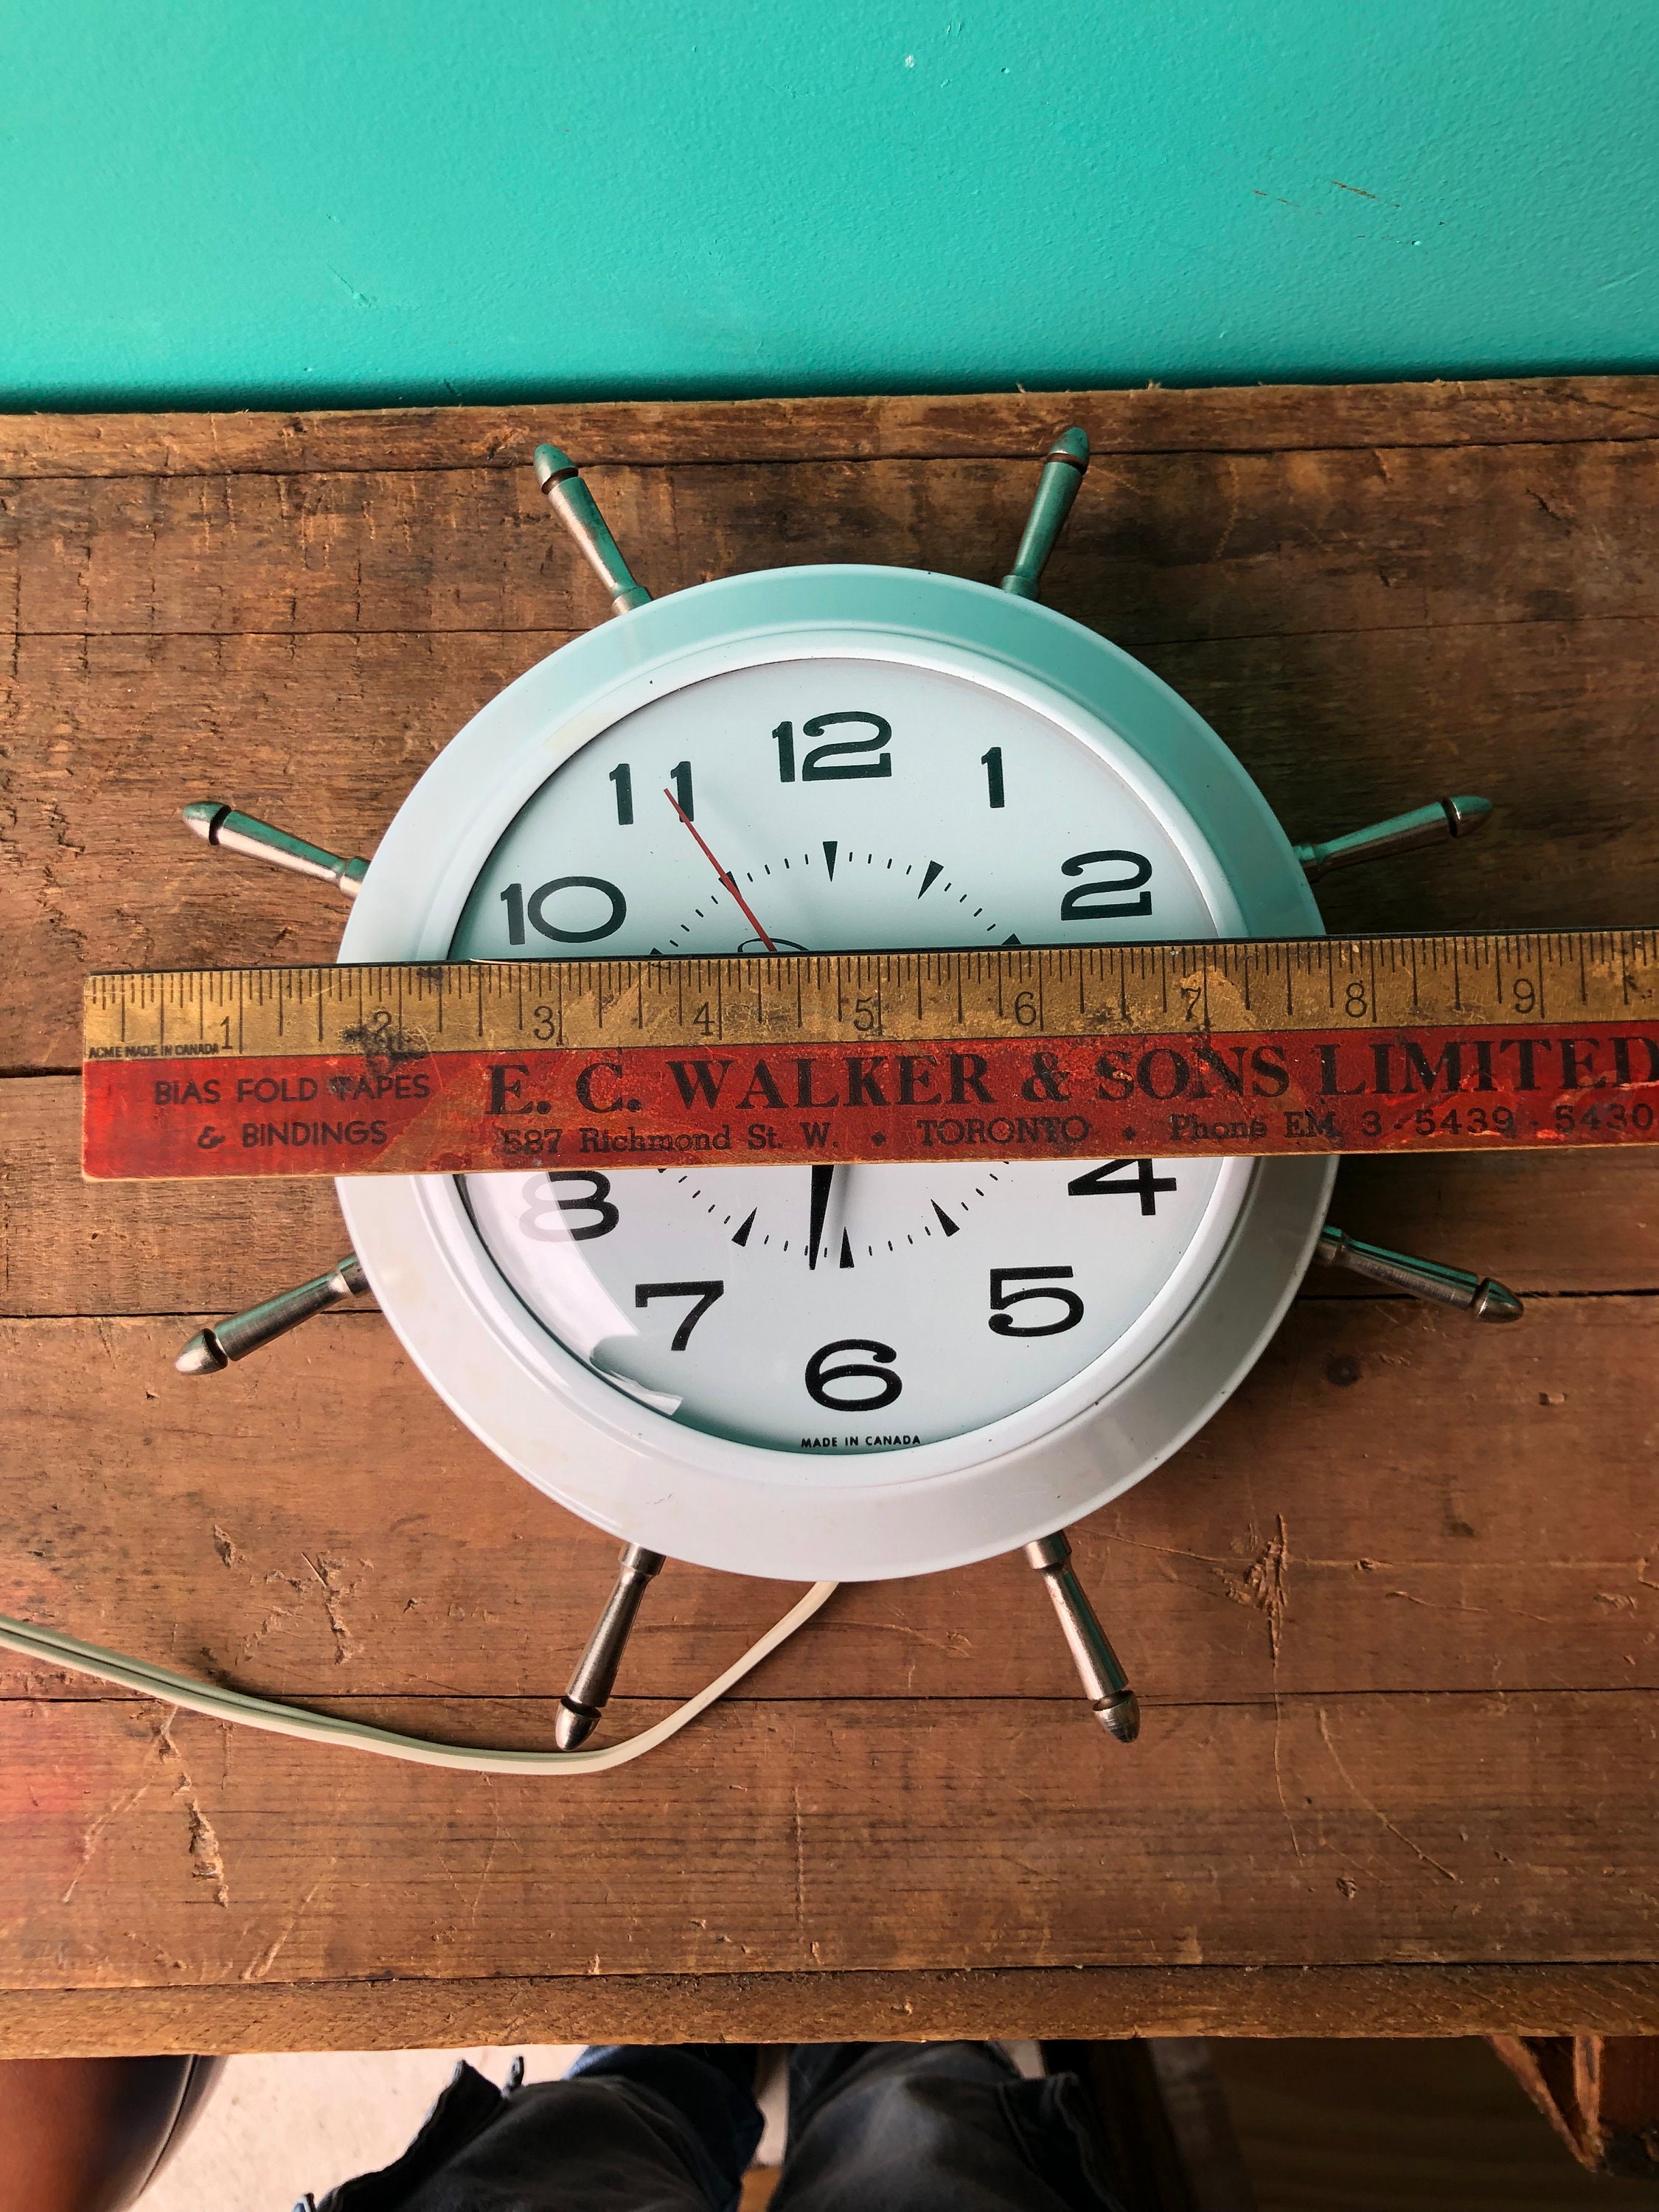 12
11 1
10 2
1 2 3 4 5 6 7 8 9
ACME MADE IN CANADA
BIAS FOLD TAPES
& BINDINGS
E. C. WALKER & SONS LIMITED
587 Richmond St. W. • TORONTO • Phone EM. 3-5439 - 5430
8 4
7 5
6
MADE IN CANADA